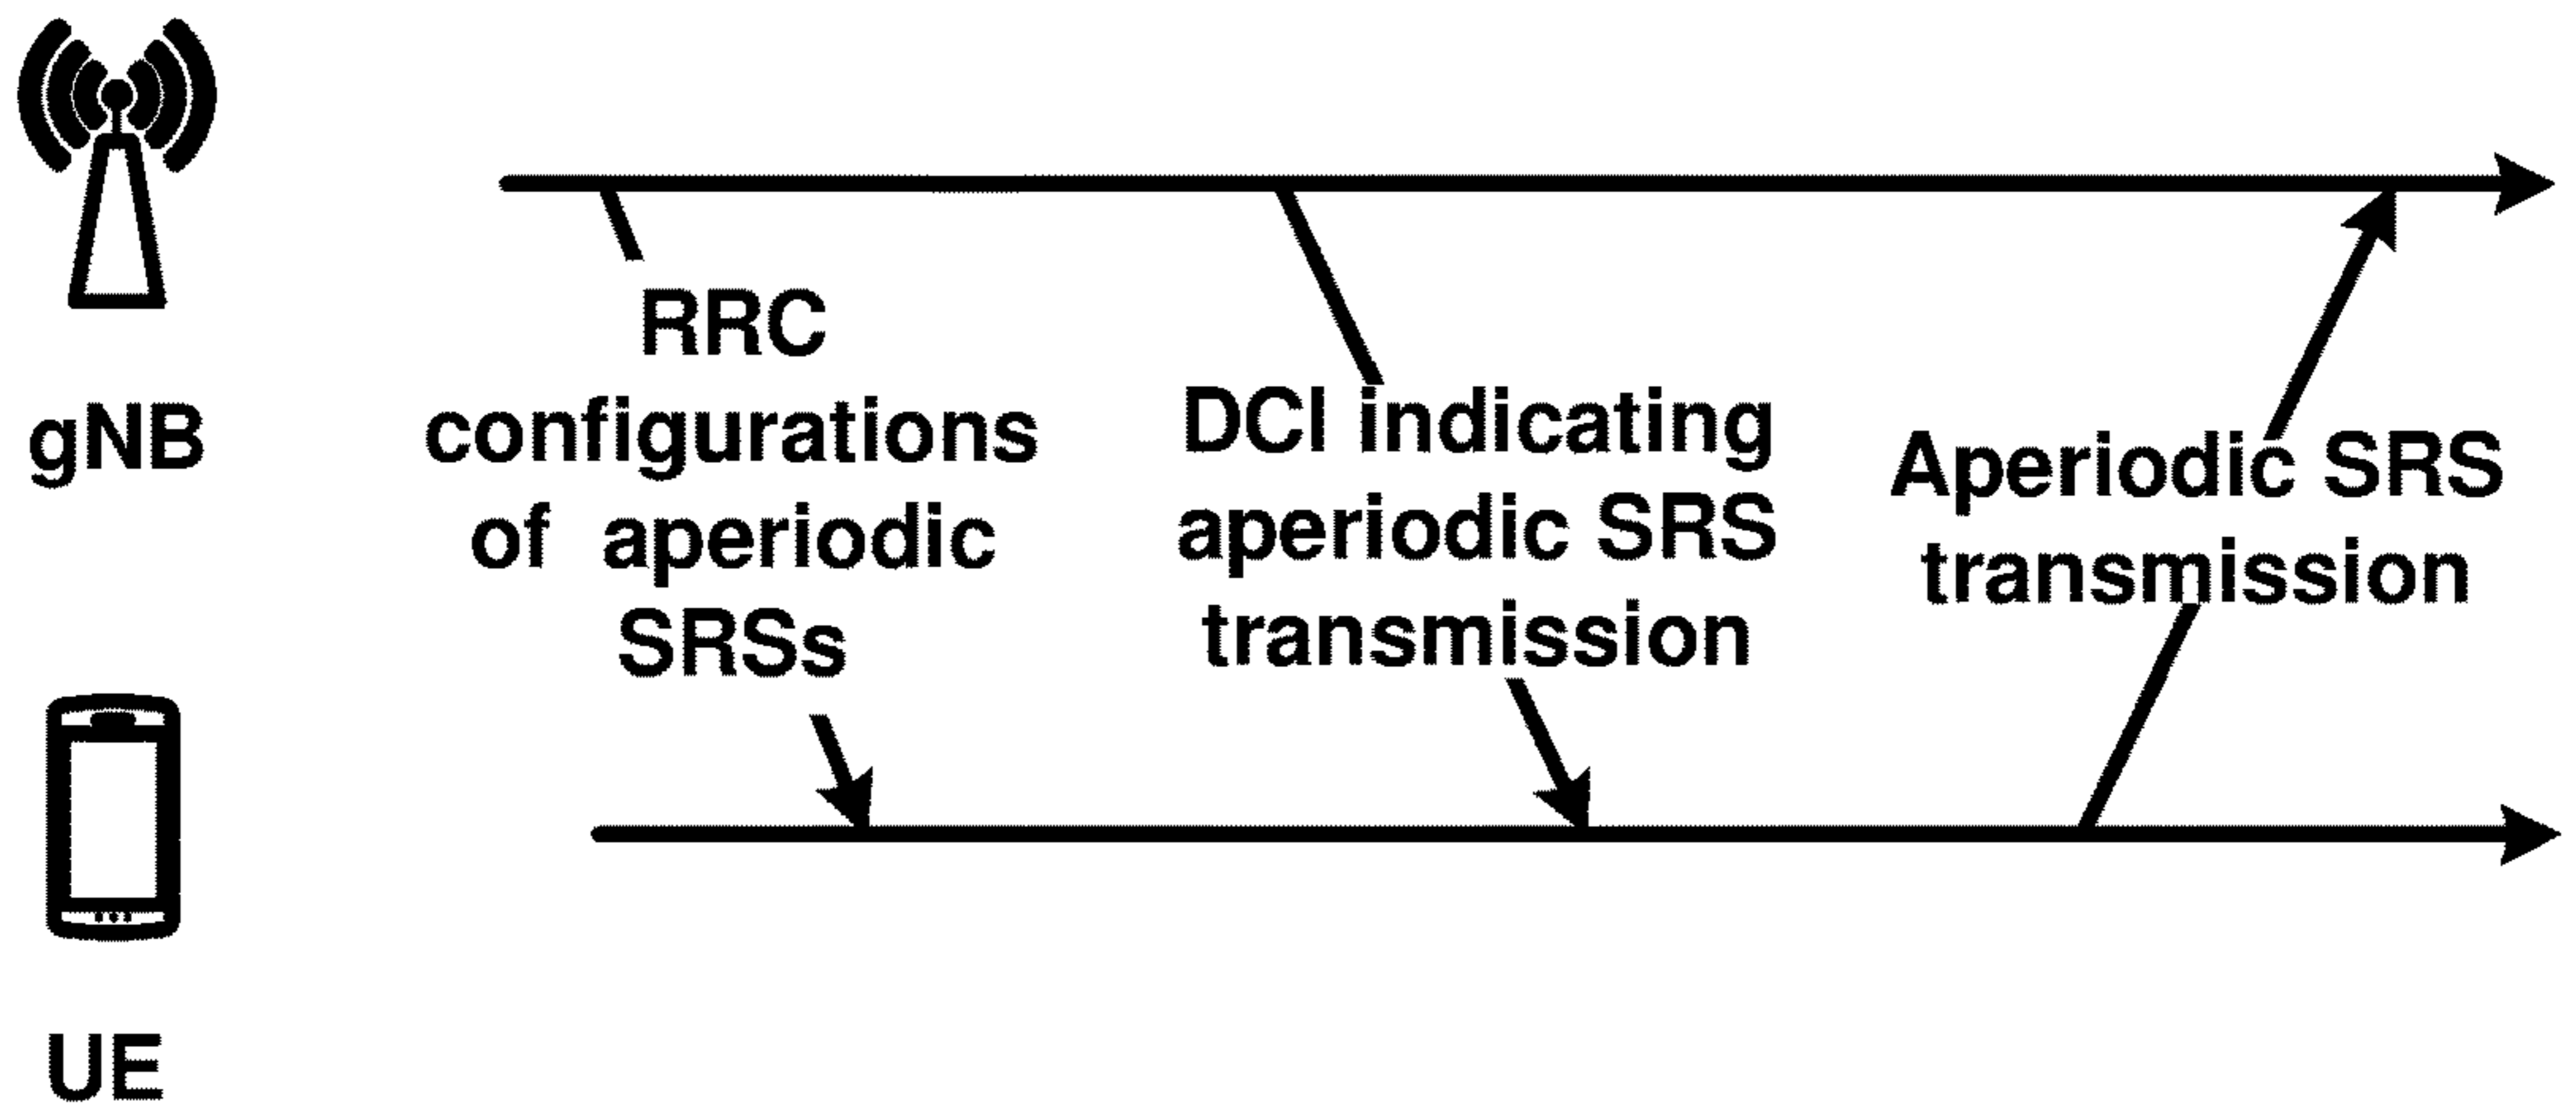 gNB
RRC
configurations
of aperiodic
SRSs
DCI indicating
aperiodic SRS
transmission
Aperiodic SRS
transmission
UE